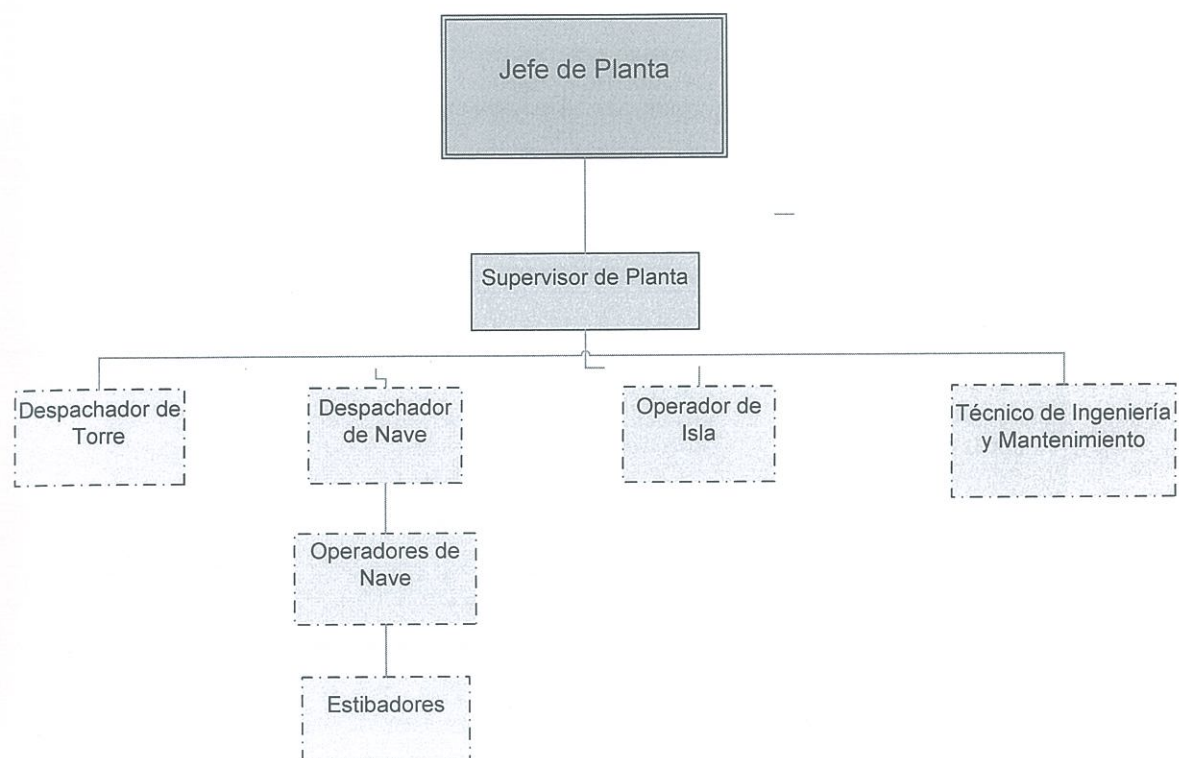 Jefe de Planta
Supervisor de Planta
Despachador de
Torre
Despachador
de Nave
Operador de
Isla
Técnico de Ingeniería
y Mantenimiento
Operadores de
Nave
Estibadores